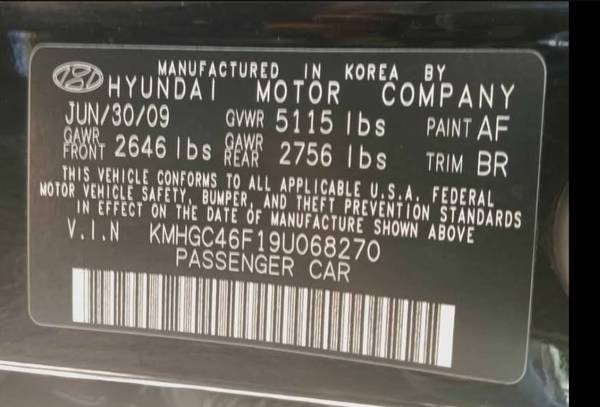 MANUFACTURED IN KOREA BY
HYUNDAI MOTOR COMPANY
JUN/30/09 GVWR 5115 lbs PAINT AF
GAWR FRONT 2646 lbs GAWR REAR 2756 lbs TRIM BR
THIS VEHICLE CONFORMS TO ALL APPLICABLE U.S.A. FEDERAL
MOTOR VEHICLE SAFETY, BUMPER, AND THEFT PREVENTION STANDARDS
IN EFFECT ON THE DATE OF MANUFACTURE SHOWN ABOVE
V.I.N KMHGC46F19U068270
PASSENGER CAR